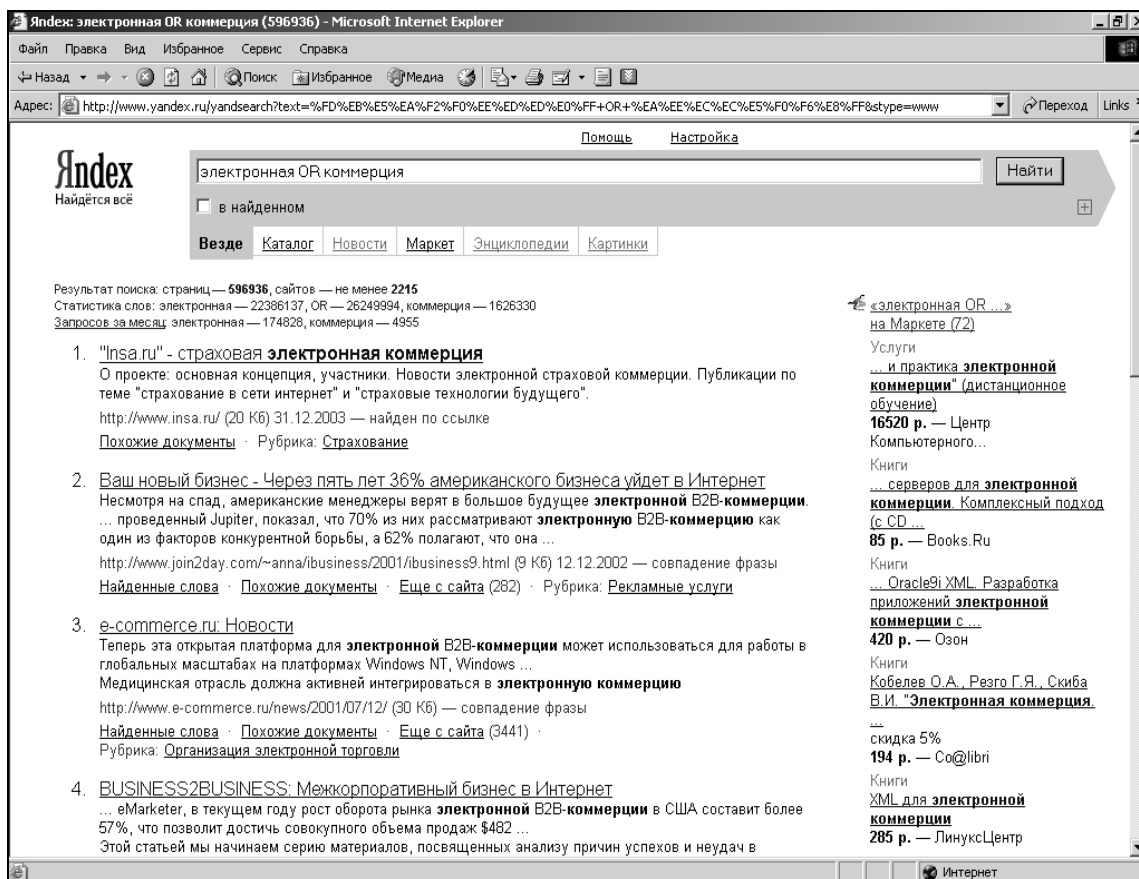 Яndex: электронная OR коммерция (596936) - Microsoft Internet Explorer
Файл Правка Вид Избранное Сервис Справка
Назад Поиск Избранное Медиа
Адрес: http://www.yandex.ru/yandsearch?text=%FD%EB%E5%EA%F2%F0%EE%ED%ED%E0%FF+OR+%EA%EE%EC%EC%E5%F0%F6%E8%FF&stype=www Переход Links
Помощь Настройка
Яndex
Найдётся всё
электронная OR коммерция Найти
в найденном
Везде Каталог Новости Маркет Энциклопедии Картинки
Результат поиска: страниц — 596936, сайтов — не менее 2215
Статистика слов: электронная — 22386137, OR — 26249994, коммерция — 1626330
Запросов за месяц: электронная — 174828, коммерция — 4955
1. "Insa.ru" - страховая электронная коммерция
О проекте: основная концепция, участники. Новости электронной страховой коммерции. Публикации по
теме "страхование в сети интернет" и "страховые технологии будущего".
http://www.insa.ru/ (20 Кб) 31.12.2003 — найден по ссылке
Похожие документы · Рубрика: Страхование
2. Ваш новый бизнес - Через пять лет 36% американского бизнеса уйдет в Интернет
Несмотря на спад, американские менеджеры верят в большое будущее электронной B2B-коммерции.
... проведенный Jupiter, показал, что 70% из них рассматривают электронную B2B-коммерцию как
один из факторов конкурентной борьбы, а 62% полагают, что она ...
http://www.join2day.com/~anna/ibusiness/2001/ibusiness9.html (9 Кб) 12.12.2002 — совпадение фразы
Найденные слова · Похожие документы · Еще с сайта (282) · Рубрика: Рекламные услуги
3. e-commerce.ru: Новости
Теперь эта открытая платформа для электронной B2B-коммерции может использоваться для работы в
глобальных масштабах на платформах Windows NT, Windows ...
Медицинская отрасль должна активней интегрироваться в электронную коммерцию
http://www.e-commerce.ru/news/2001/07/12/ (30 Кб) — совпадение фразы
Найденные слова · Похожие документы · Еще с сайта (3441) ·
Рубрика: Организация электронной торговли
4. BUSINESS2BUSINESS: Межкорпоративный бизнес в Интернет
... eMarketer, в текущем году рост оборота рынка электронной B2B-коммерции в США составит более
57%, что позволит достичь совокупного объема продаж $482 ...
Этой статьей мы начинаем серию материалов, посвященных анализу причин успехов и неудач в
«электронная OR ...»
на Маркете (72)
Услуги
... и практика электронной
коммерции" (дистанционное
обучение)
16520 р. — Центр
Компьютерного...
Книги
... серверов для электронной
коммерции. Комплексный подход
(с CD ...
85 р. — Books.Ru
Книги
... Oracle9i XML. Разработка
приложений электронной
коммерции с ...
420 р. — Озон
Книги
Кобелев О.А., Резго Г.Я., Скиба
В.И. "Электронная коммерция.
...
скидка 5%
194 р. — Co@libri
Книги
XML для электронной
коммерции
285 р. — ЛинуксЦентр
Интернет